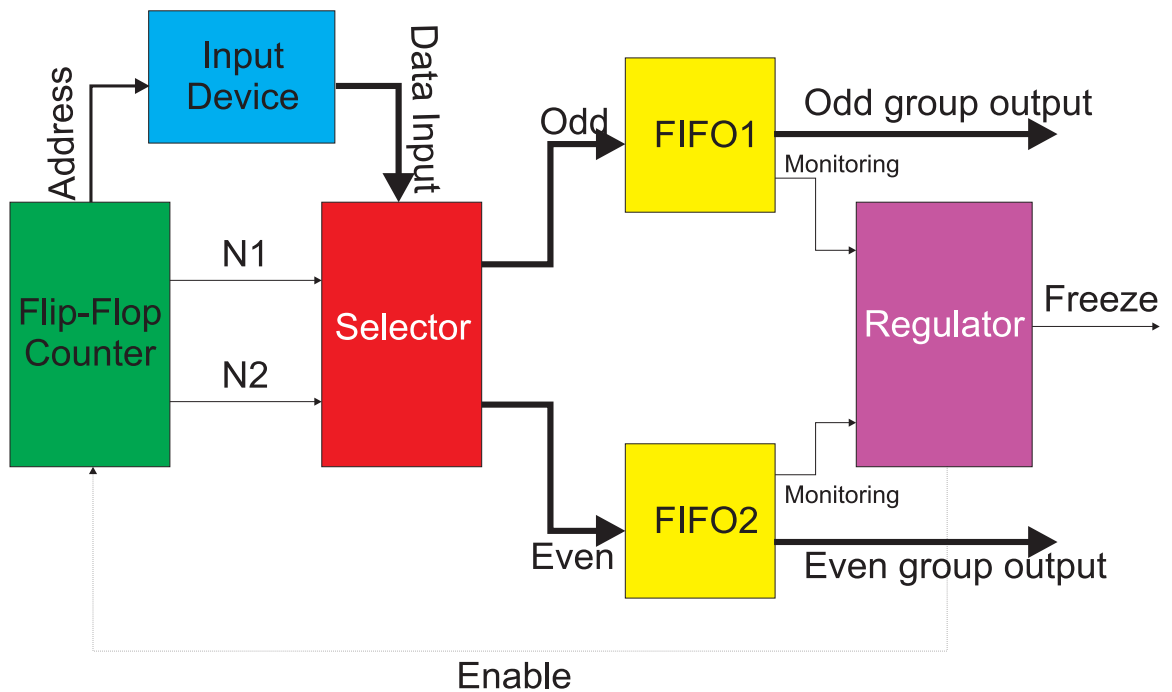 Input
Device
Address
Data Input
Flip-Flop
Counter
N1
N2
Selector
Odd
Even
FIFO1
Odd group output
Monitoring
Regulator
Freeze
FIFO2
Monitoring
Even group output
Enable